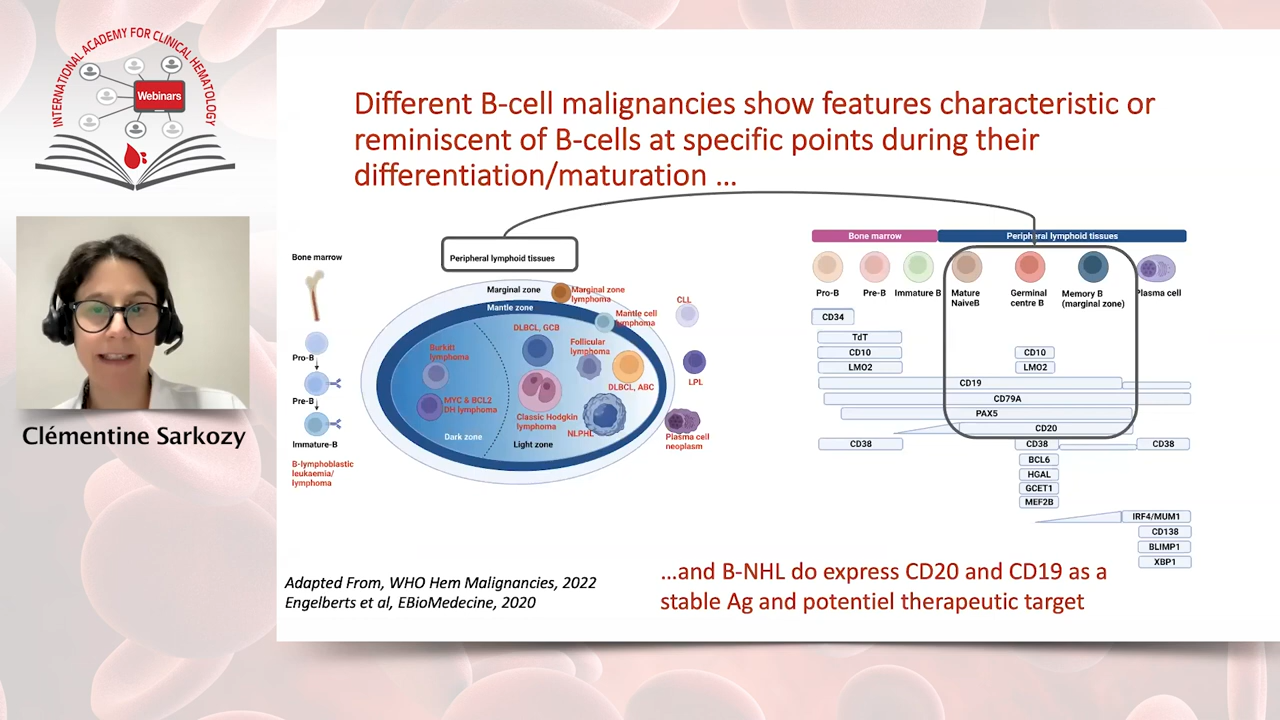 INTERNATIONAL ACADEMY FOR CLINICAL HEMATOLOGY
Webinars
Clémentine Sarkozy
Different B-cell malignancies show features characteristic or
reminiscent of B-cells at specific points during their
differentiation/maturation ...
Bone marrow
Pro-B
Pre-B
Immature-B
B-lymphoblastic
leukaemia/
lymphoma
Peripheral lymphoid tissues
Marginal zone
Marginal zone
lymphoma
Mantle zone
Mantle cell
lymphoma
CLL
DLBCL, GCB
Follicular
lymphoma
Burkitt
lymphoma
LPL
DLBCL, ABC
MYC & BCL2
DH lymphoma
Classic Hodgkin
lymphoma
NLPHL
Dark zone
Light zone
Plasma cell
neoplasm
Bone marrow
Peripheral lymphoid tissues
Pro-B
Pre-B
Immature B
Mature
NaiveB
Germinal
centre B
Memory B
(marginal zone)
Plasma cell
CD34
TdT
CD10
CD10
LMO2
LMO2
CD19
CD79A
PAX5
CD20
CD38
CD38
CD38
BCL6
HGAL
GCET1
MEF2B
IRF4/MUM1
CD138
BLIMP1
XBP1
Adapted From, WHO Hem Malignancies, 2022
Engelberts et al, EBioMedecine, 2020
...and B-NHL do express CD20 and CD19 as a
stable Ag and potentiel therapeutic target